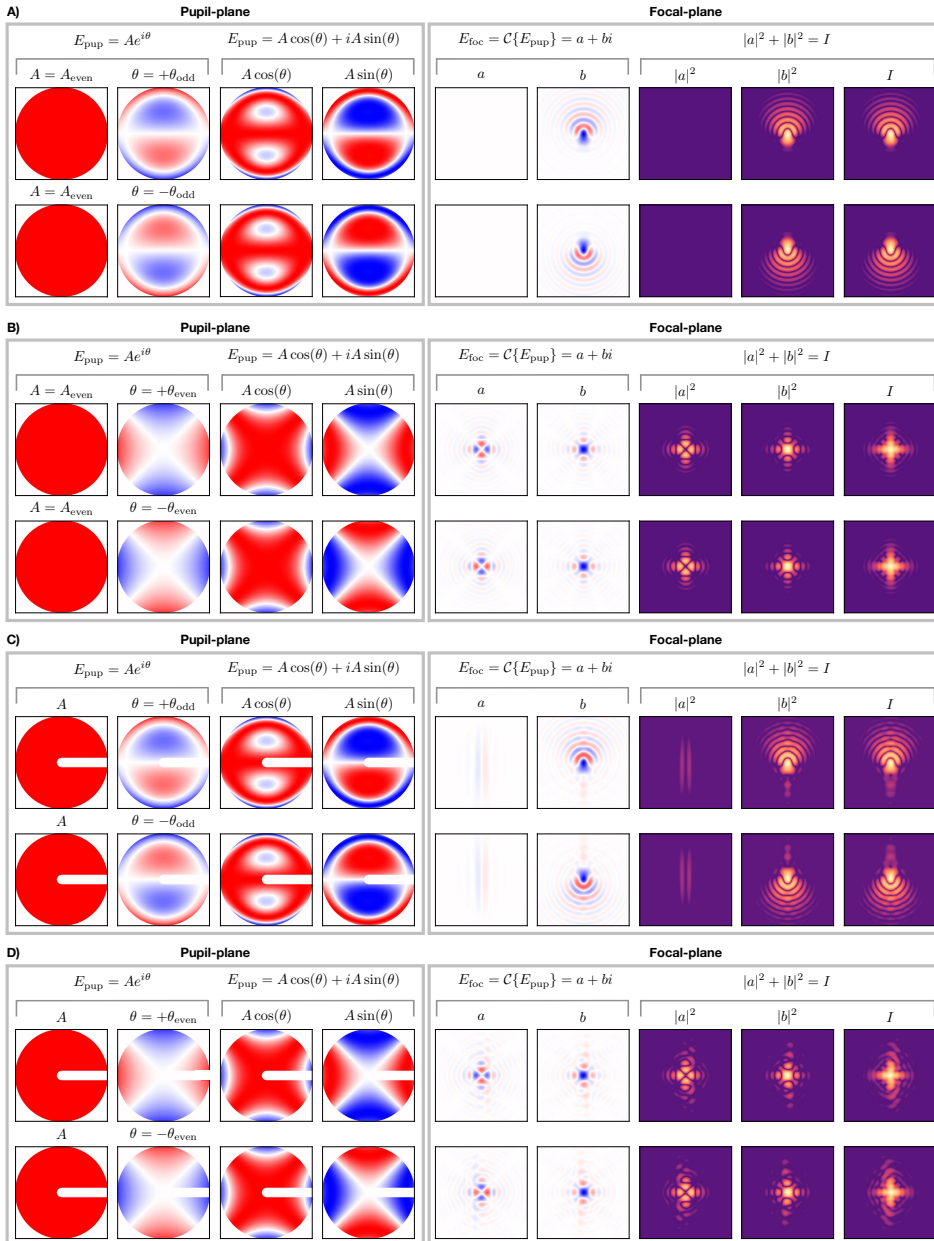 A) Pupil-plane Focal-plane
E_pup = Ae^{iθ} E_pup = A cos(θ) + iA sin(θ) E_foc = 𝒞{E_pup} = a + bi |a|^2 + |b|^2 = I
A = A_even θ = +θ_odd A cos(θ) A sin(θ) a b |a|^2 |b|^2 I
A = A_even θ = −θ_odd
B) Pupil-plane Focal-plane
E_pup = Ae^{iθ} E_pup = A cos(θ) + iA sin(θ) E_foc = 𝒞{E_pup} = a + bi |a|^2 + |b|^2 = I
A = A_even θ = +θ_even A cos(θ) A sin(θ) a b |a|^2 |b|^2 I
A = A_even θ = −θ_even
C) Pupil-plane Focal-plane
E_pup = Ae^{iθ} E_pup = A cos(θ) + iA sin(θ) E_foc = 𝒞{E_pup} = a + bi |a|^2 + |b|^2 = I
A θ = +θ_odd A cos(θ) A sin(θ) a b |a|^2 |b|^2 I
A θ = −θ_odd
D) Pupil-plane Focal-plane
E_pup = Ae^{iθ} E_pup = A cos(θ) + iA sin(θ) E_foc = 𝒞{E_pup} = a + bi |a|^2 + |b|^2 = I
A θ = +θ_even A cos(θ) A sin(θ) a b |a|^2 |b|^2 I
A θ = −θ_even